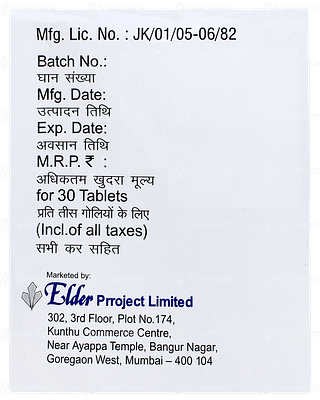 Mfg. Lic. No. : JK/01/05-06/82
Batch No.:
घान संख्या
Mfg. Date:
उत्पादन तिथि
Exp. Date:
अवसान तिथि
M.R.P. ₹ :
अधिकतम खुदरा मूल्य
for 30 Tablets
प्रति तीस गोलियों के लिए
(Incl.of all taxes)
सभी कर सहित
Marketed by:
Elder Prroject Limited
302, 3rd Floor, Plot No.174,
Kunthu Commerce Centre,
Near Ayappa Temple, Bangur Nagar,
Goregaon West, Mumbai – 400 104